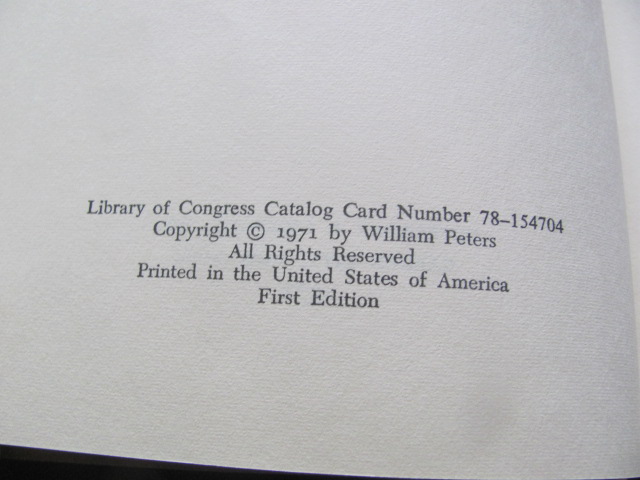 Library of Congress Catalog Card Number 78-154704
Copyright © 1971 by William Peters
All Rights Reserved
Printed in the United States of America
First Edition